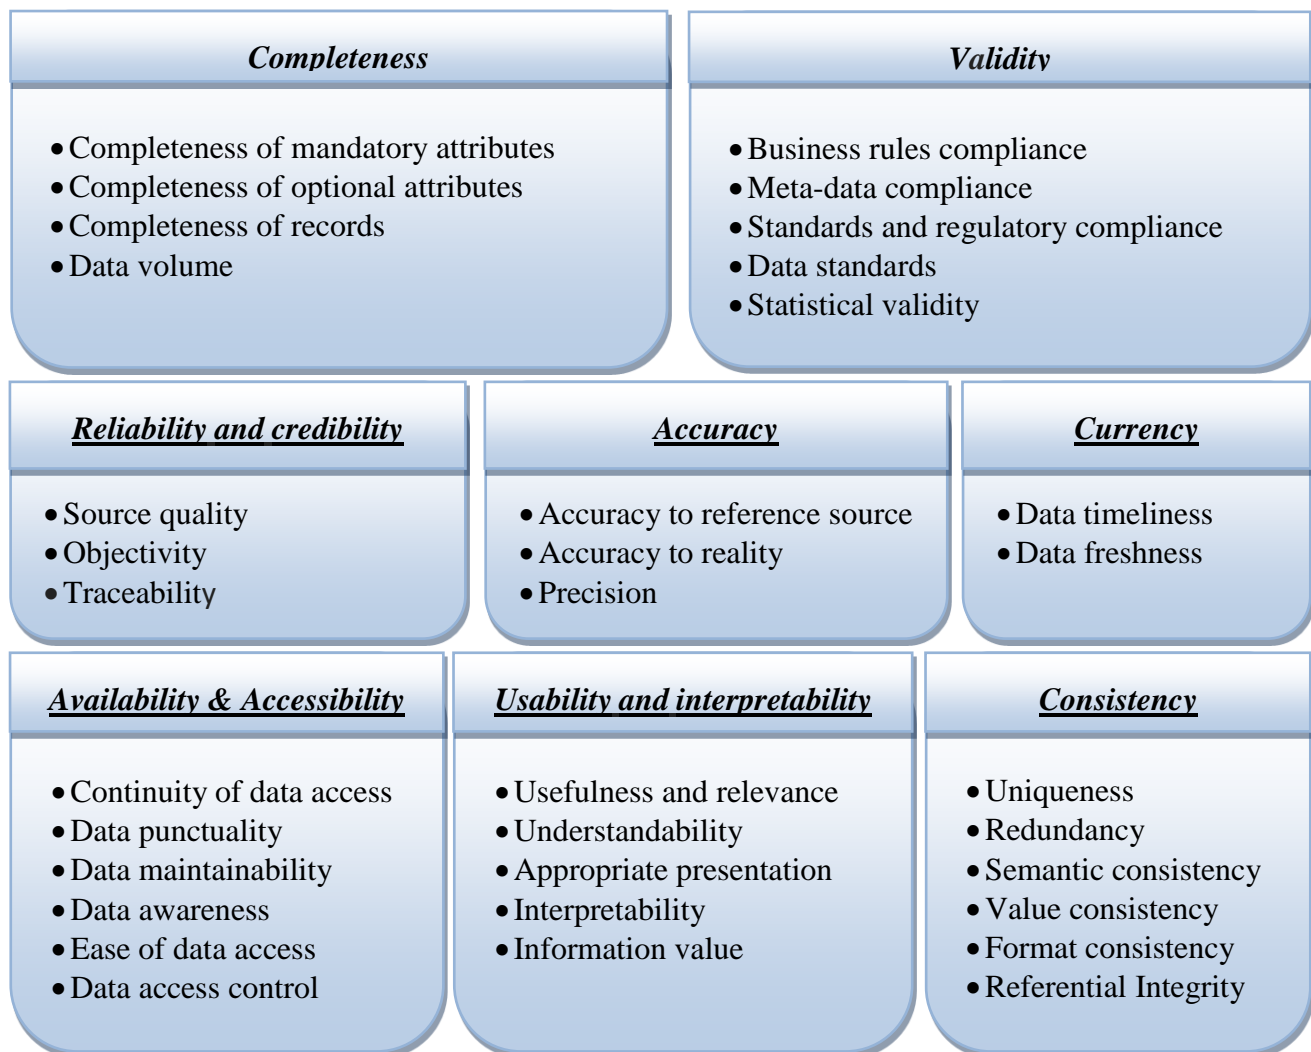 Completeness
• Completeness of mandatory attributes
• Completeness of optional attributes
• Completeness of records
• Data volume
Validity
• Business rules compliance
• Meta-data compliance
• Standards and regulatory compliance
• Data standards
• Statistical validity
Reliability and credibility
• Source quality
• Objectivity
• Traceability
Accuracy
• Accuracy to reference source
• Accuracy to reality
• Precision
Currency
• Data timeliness
• Data freshness
Availability & Accessibility
• Continuity of data access
• Data punctuality
• Data maintainability
• Data awareness
• Ease of data access
• Data access control
Usability and interpretability
• Usefulness and relevance
• Understandability
• Appropriate presentation
• Interpretability
• Information value
Consistency
• Uniqueness
• Redundancy
• Semantic consistency
• Value consistency
• Format consistency
• Referential Integrity